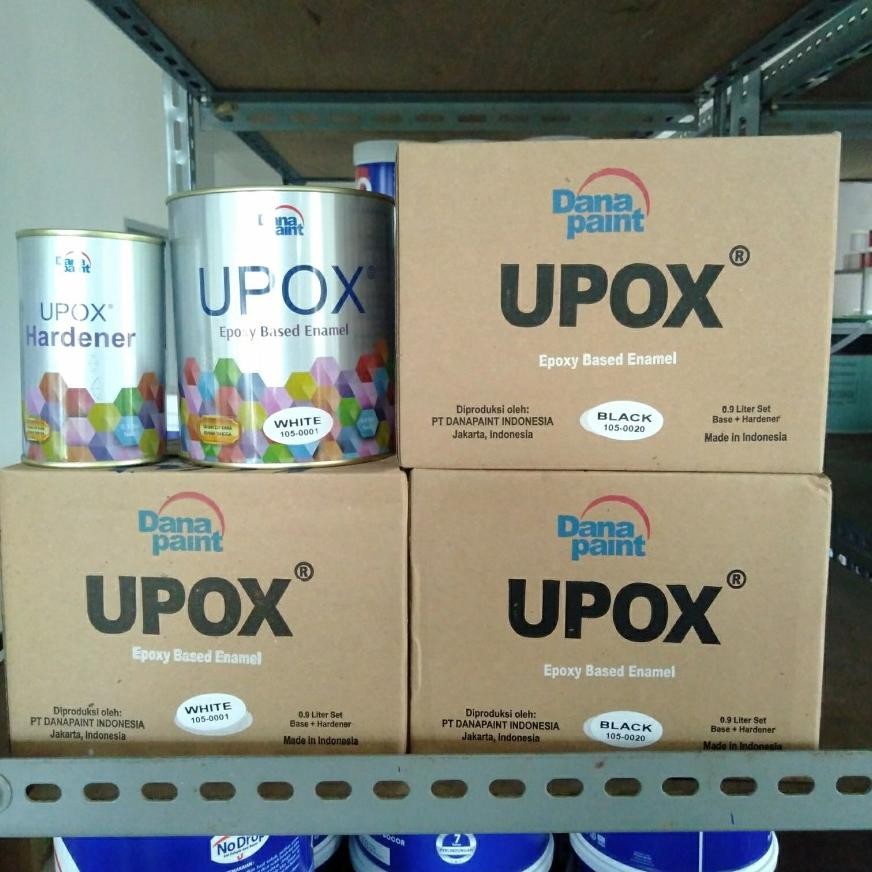 Dana
paint
UPOX®
Hardener
Dana
paint
UPOX®
Epoxy Based Enamel
WHITE
105-0001
Dana
paint
UPOX®
Epoxy Based Enamel
Diproduksi oleh:
PT DANAPAINT INDONESIA
Jakarta, Indonesia
BLACK
105-0020
0.9 Liter Set
Base + Hardener
Made in Indonesia
Dana
paint
UPOX®
Epoxy Based Enamel
Diproduksi oleh:
PT DANAPAINT INDONESIA
Jakarta, Indonesia
WHITE
105-0001
0.9 Liter Set
Base + Hardener
Made in Indonesia
Dana
paint
UPOX®
Epoxy Based Enamel
Diproduksi oleh:
PT DANAPAINT INDONESIA
Jakarta, Indonesia
BLACK
105-0020
0.9 Liter Set
Base + Hardener
Made in Indonesia
No Drop
7